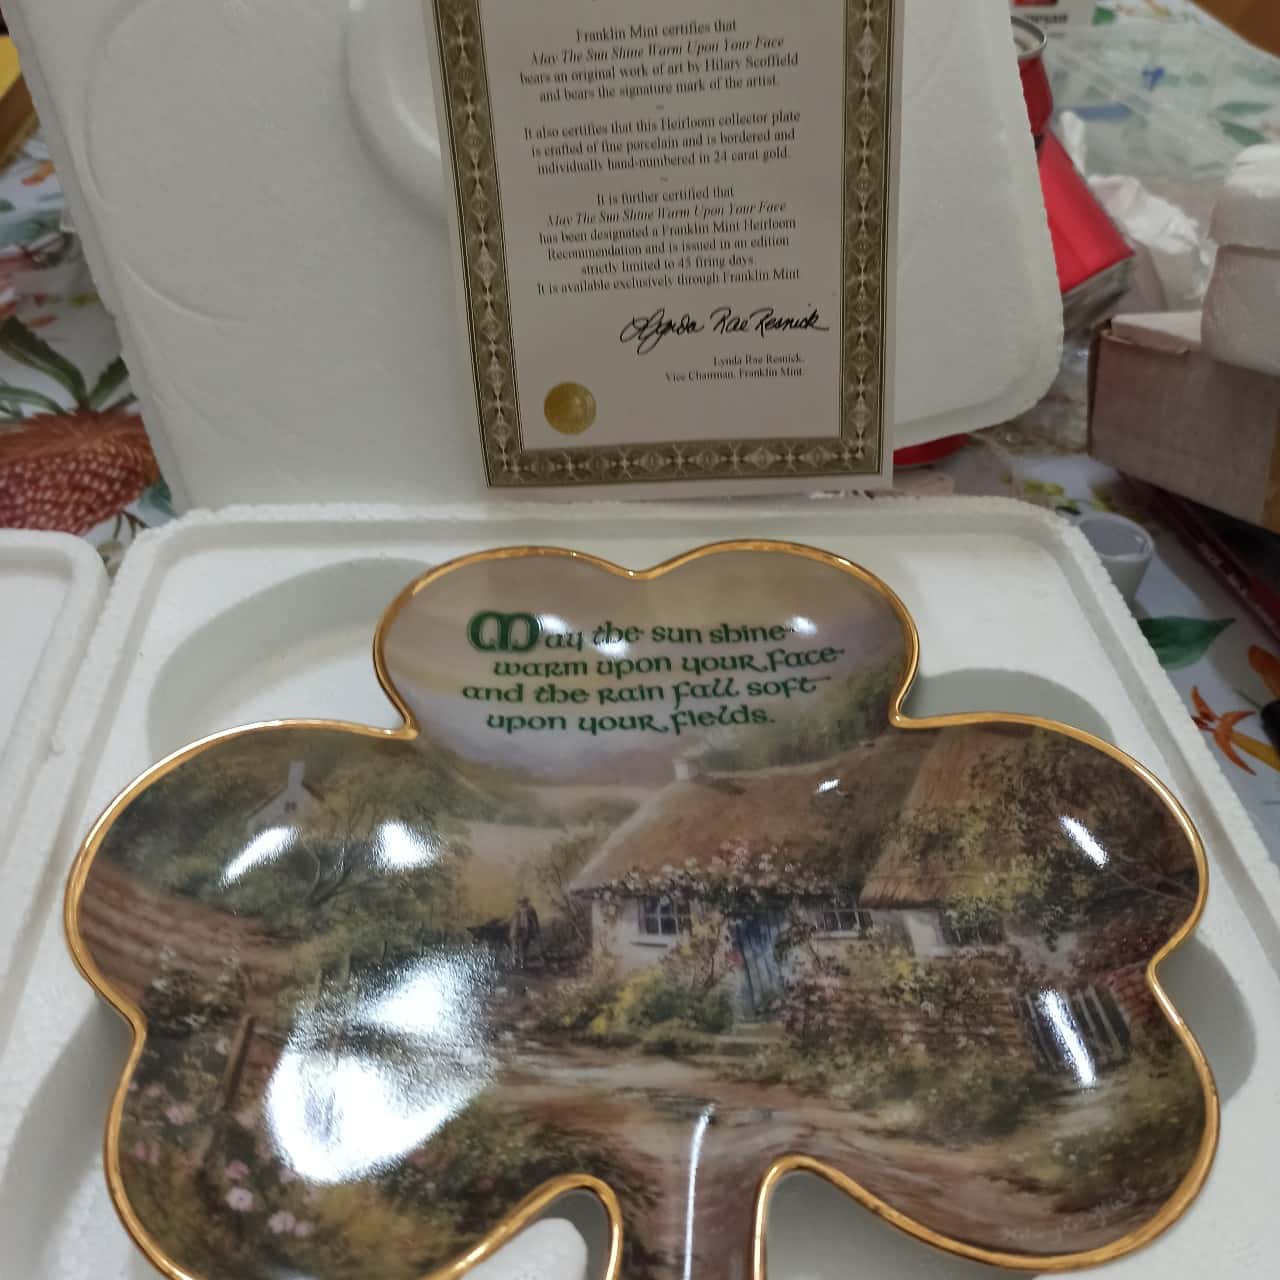 Franklin Mint certifies that
May The Sun Shine Warm Upon Your Face
bears an original work of art by Hilary Scoffield
and bears the signature mark of the artist.
~
It also certifies that this Heirloom collector plate
is crafted of fine porcelain and is bordered and
individually hand-numbered in 24 carat gold.
~
It is further certified that
May The Sun Shine Warm Upon Your Face
has been designated a Franklin Mint Heirloom
Recommendation and is issued in an edition
strictly limited to 45 firing days.
It is available exclusively through Franklin Mint
Lynda Rae Resnick
Lynda Rae Resnick,
Vice Chairman, Franklin Mint
May the sun shine
warm upon your face
and the rain fall soft
upon your fields.